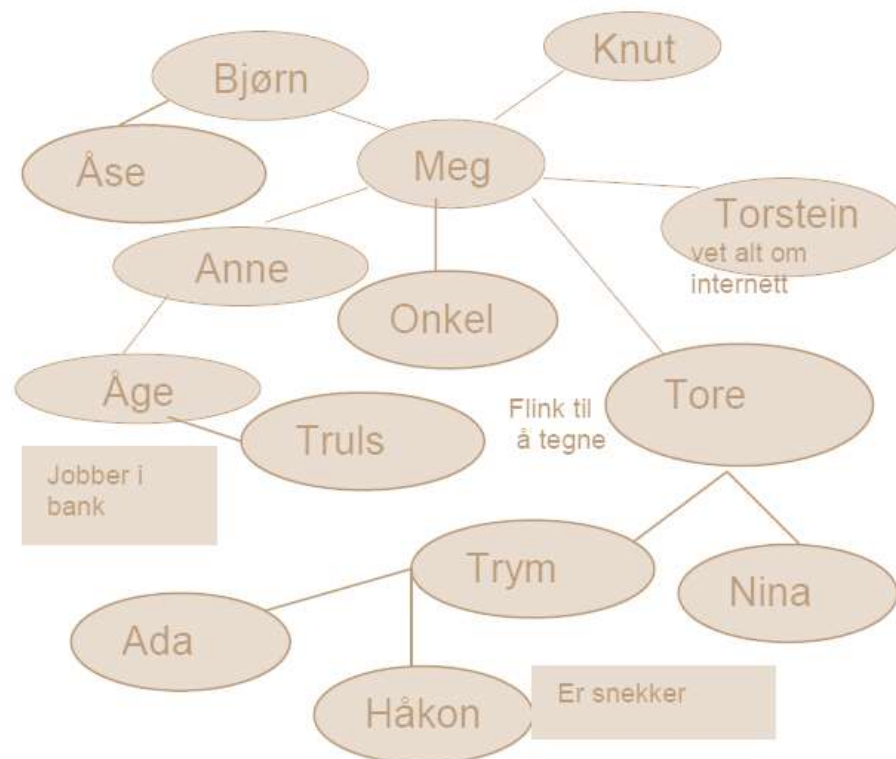 Knut
Bjørn
Meg
Åse
Torstein
vet alt om
internett
Anne
Onkel
Åge
Tore
Flink til
å tegne
Truls
Jobber i
bank
Trym
Nina
Ada
Er snekker
Håkon